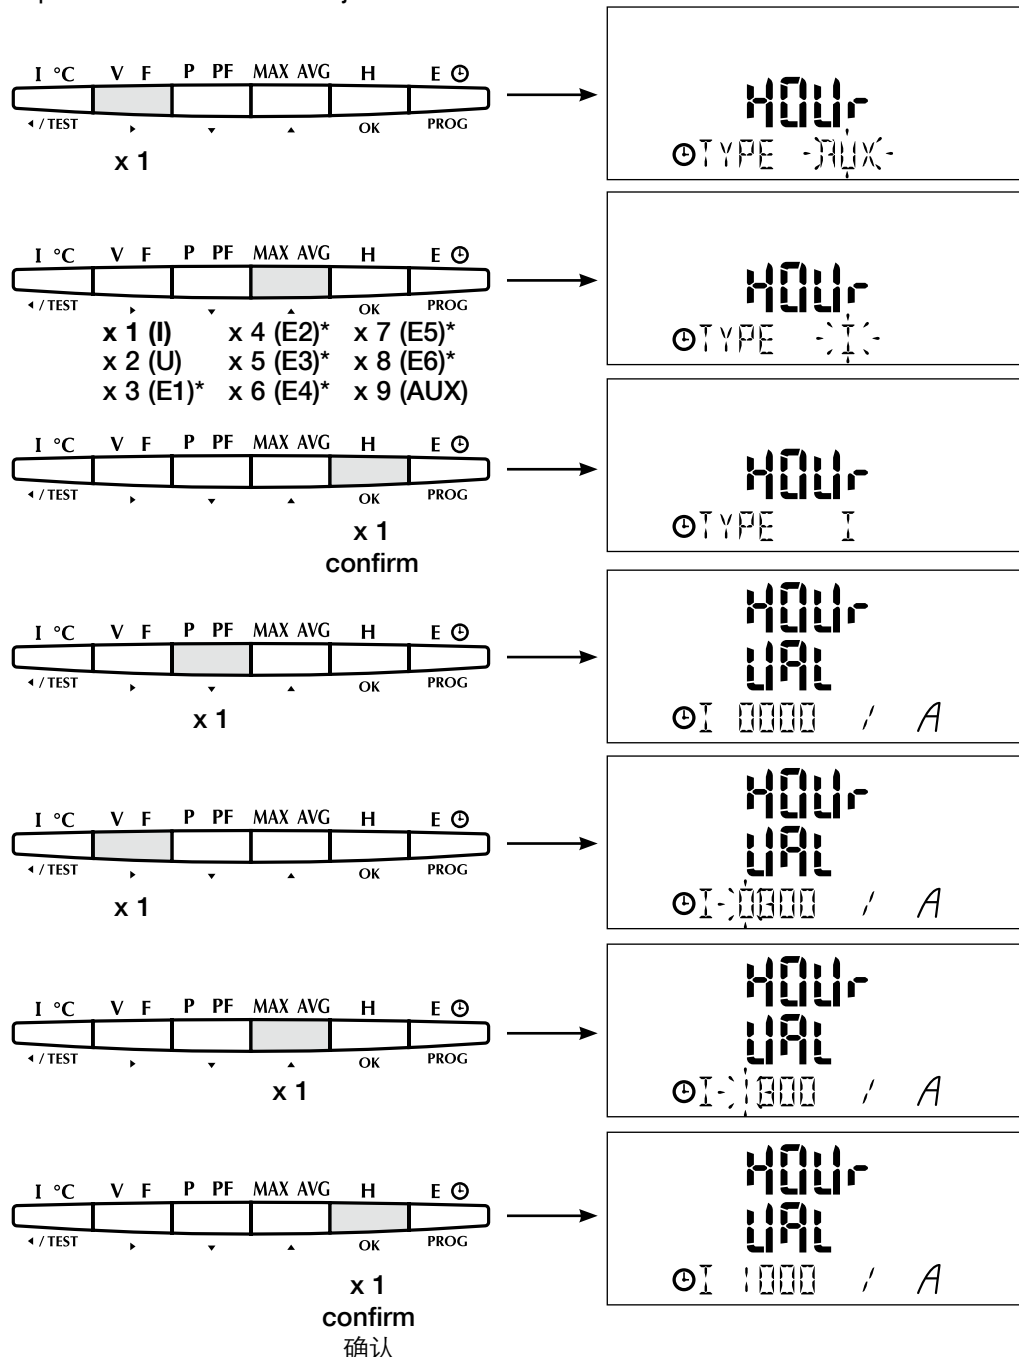 I °C V F P PF MAX AVG H E
/ TEST OK PROG
x 1
HOUr
TYPE AUX
I °C V F P PF MAX AVG H E
/ TEST OK PROG
x 1 (I) x 4 (E2)* x 7 (E5)*
x 2 (U) x 5 (E3)* x 8 (E6)*
x 3 (E1)* x 6 (E4)* x 9 (AUX)
HOUr
TYPE I
I °C V F P PF MAX AVG H E
/ TEST OK PROG
x 1
confirm
HOUr
TYPE I
I °C V F P PF MAX AVG H E
/ TEST OK PROG
x 1
HOUr
VAL
I 0000 / A
I °C V F P PF MAX AVG H E
/ TEST OK PROG
x 1
HOUr
VAL
I 0000 / A
I °C V F P PF MAX AVG H E
/ TEST OK PROG
x 1
HOUr
VAL
I 1000 / A
I °C V F P PF MAX AVG H E
/ TEST OK PROG
x 1
confirm
确认
HOUr
VAL
I 1000 / A